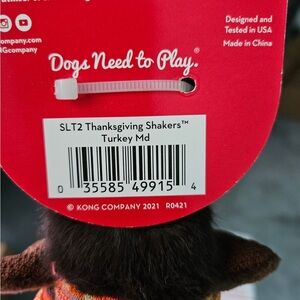 Designed and
Tested in USA
ompany.com
Made in China
Gcompany
Dogs Need to Play.®
SLT2 Thanksgiving Shakers™
Turkey Md
0 35585 49915 4
© KONG COMPANY 2021 R0421